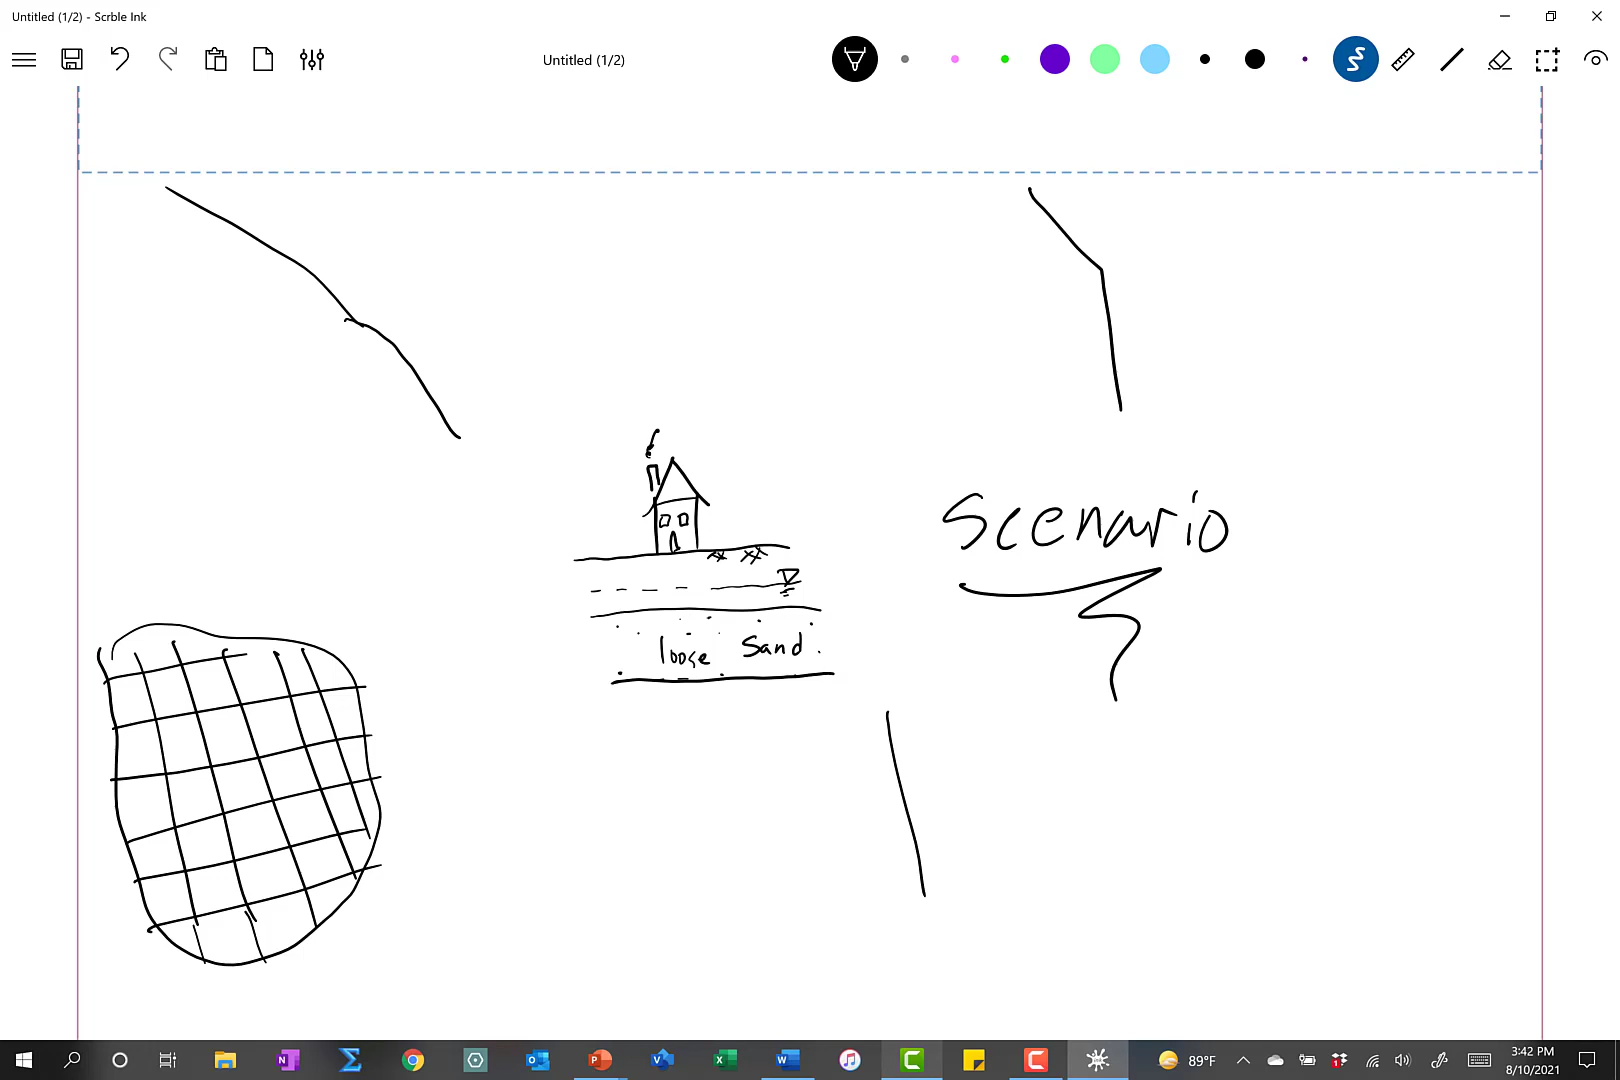 Untitled (1/2) - Scrble Ink
Untitled (1/2)
Scenario
loose Sand.
89°F
3:42 PM
8/10/2021